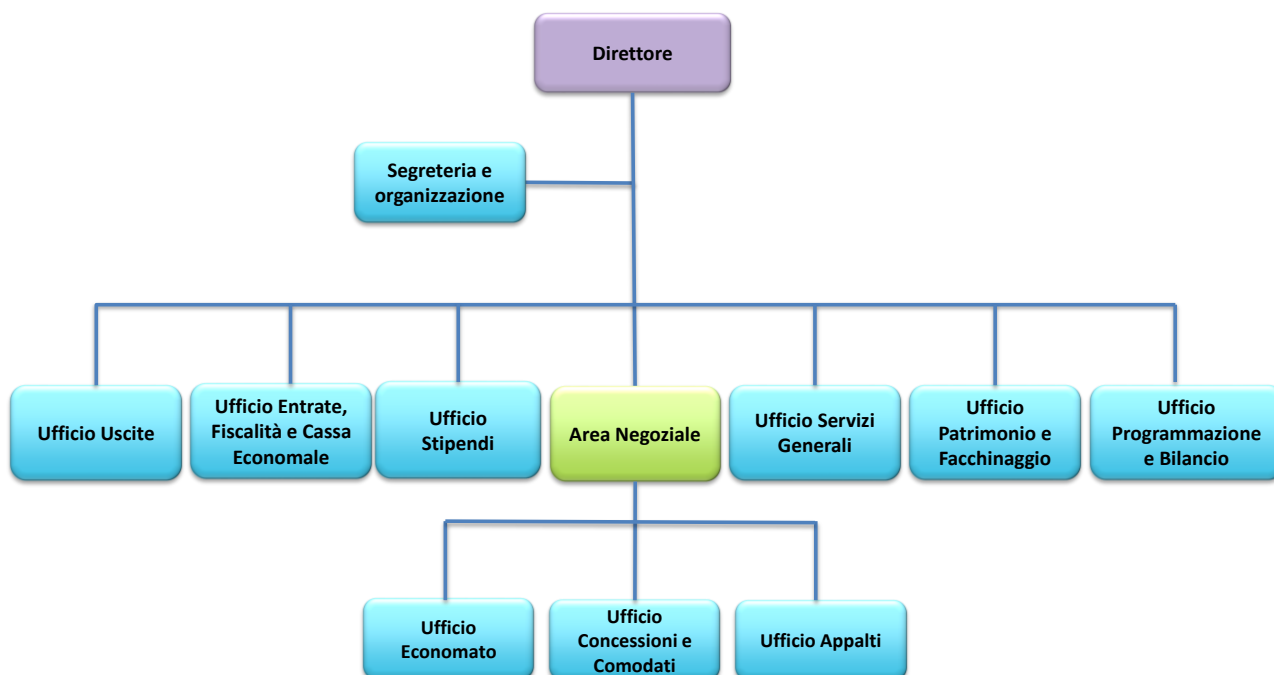 Direttore
Segreteria e
organizzazione
Ufficio Uscite
Ufficio Entrate,
Fiscalità e Cassa
Economale
Ufficio
Stipendi
Area Negoziale
Ufficio Servizi
Generali
Ufficio
Patrimonio e
Facchinaggio
Ufficio
Programmazione
e Bilancio
Ufficio
Economato
Ufficio
Concessioni e
Comodati
Ufficio Appalti